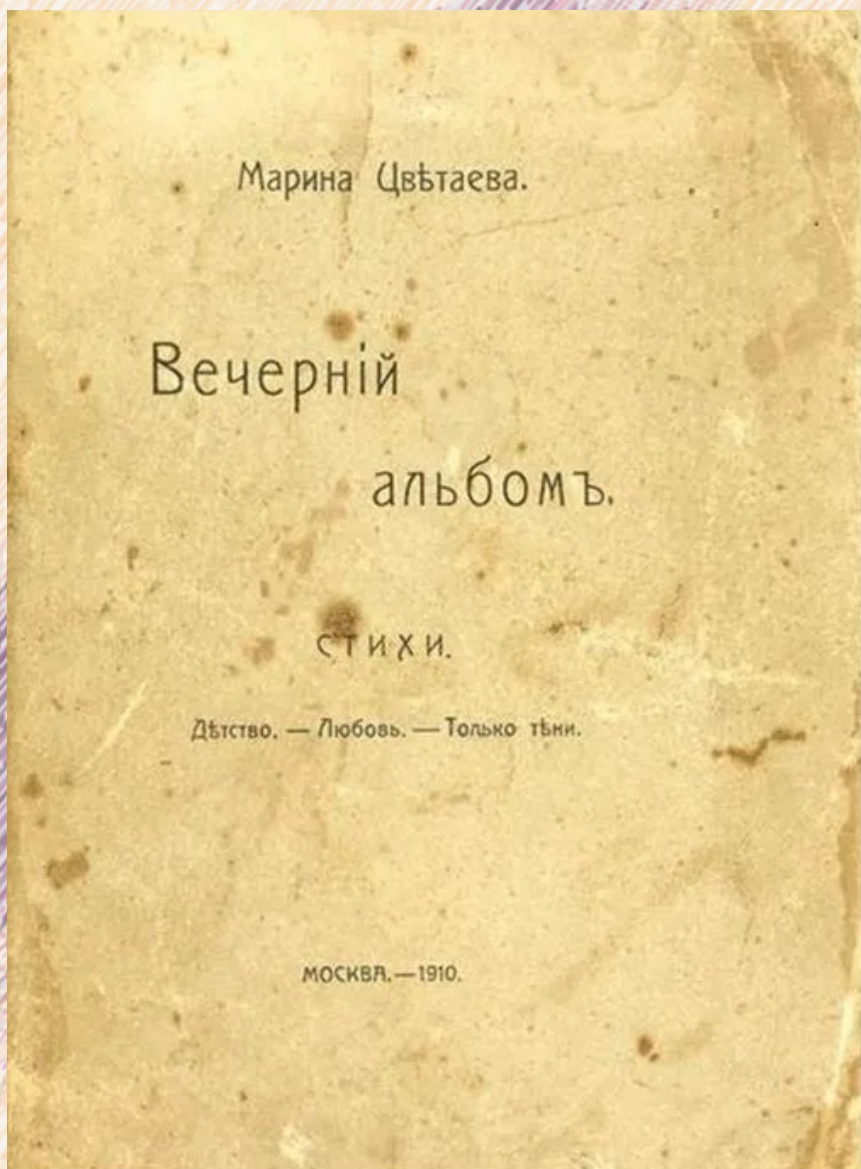 Марина Цвѣтаева.
Вечерній
альбомъ.
СТИХИ.
Дѣтство. — Любовь. — Только тѣни.
МОСКВА.—1910.